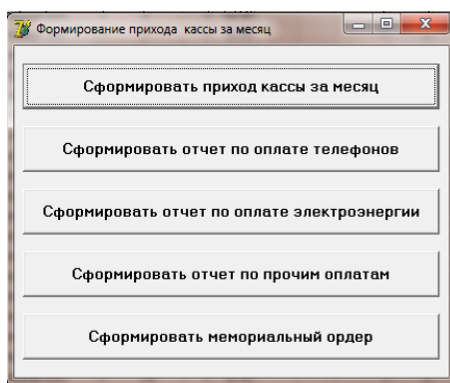 Формирование прихода кассы за месяц
Сформировать приход кассы за месяц
Сформировать отчет по оплате телефонов
Сформировать отчет по оплате электроэнергии
Сформировать отчет по прочим оплатам
Сформировать мемориальный ордер